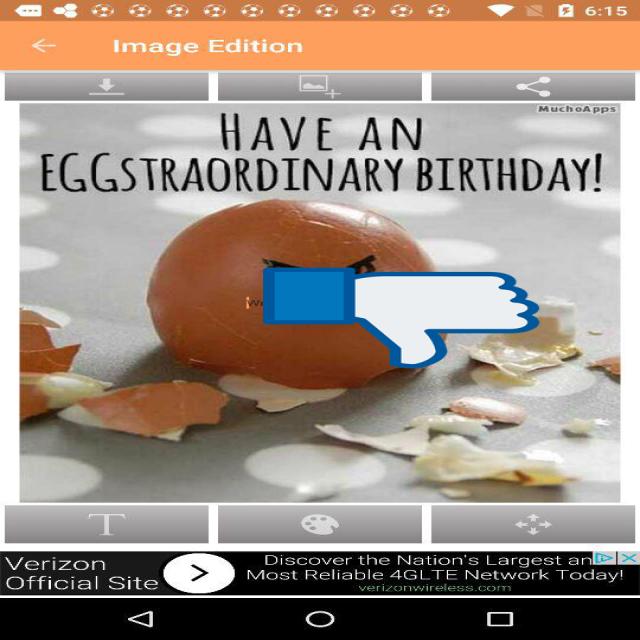 6:15
Image Edition
MuchoApps
HAVE AN
EGGSTRAORDINARY BIRTHDAY!
T
Verizon
Official Site
Discover the Nation's Largest an
Most Reliable 4GLTE Network Today!
verizonwireless.com